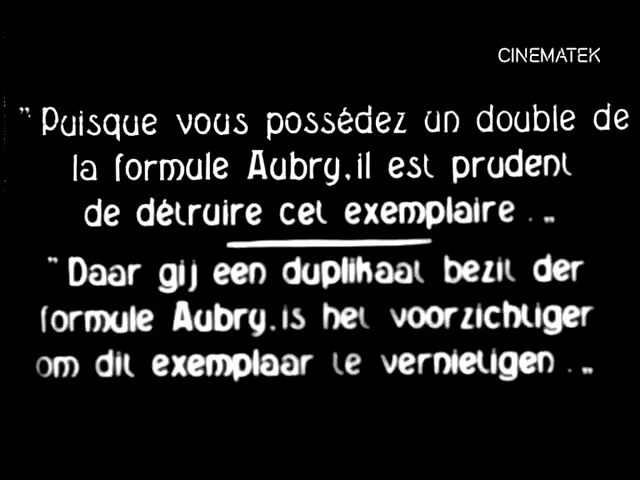 CINEMATEK
"Puisque vous possédez un double de
la formule Aubry, il est prudent
de détruire cet exemplaire . „
"Daar gij een duplikaat bezit der
formule Aubry, is het voorzichtiger
om dit exemplaar te vernietigen . „